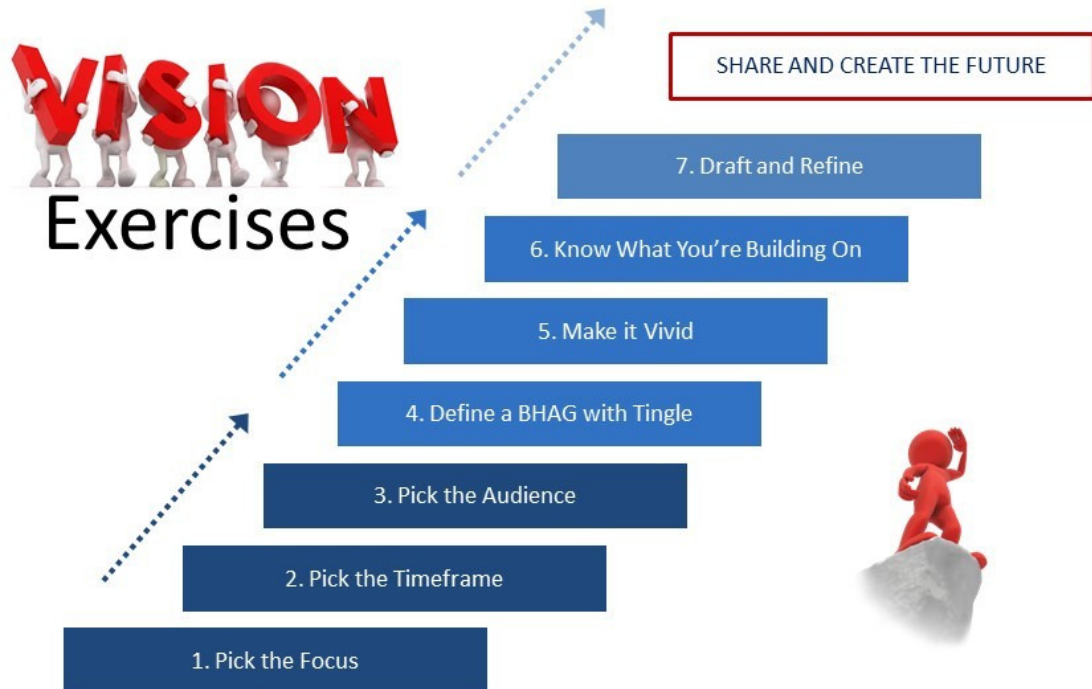 VISION
Exercises
SHARE AND CREATE THE FUTURE
7. Draft and Refine
6. Know What You’re Building On
5. Make it Vivid
4. Define a BHAG with Tingle
3. Pick the Audience
2. Pick the Timeframe
1. Pick the Focus